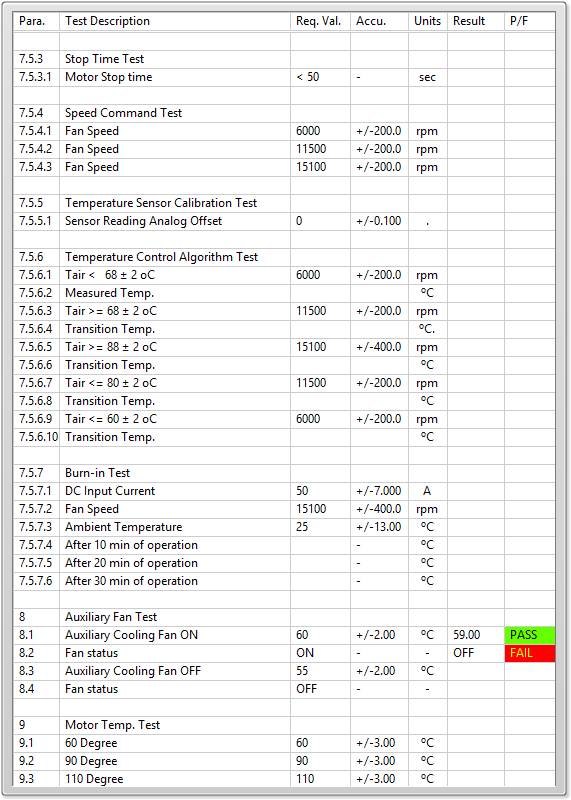 Para. Test Description Req. Val. Accu. Units Result P/F
7.5.3 Stop Time Test
7.5.3.1 Motor Stop time < 50 - sec
7.5.4 Speed Command Test
7.5.4.1 Fan Speed 6000 +/-200.0 rpm
7.5.4.2 Fan Speed 11500 +/-200.0 rpm
7.5.4.3 Fan Speed 15100 +/-200.0 rpm
7.5.5 Temperature Sensor Calibration Test
7.5.5.1 Sensor Reading Analog Offset 0 +/-0.100 .
7.5.6 Temperature Control Algorithm Test
7.5.6.1 Tair < 68 ± 2 oC 6000 +/-200.0 rpm
7.5.6.2 Measured Temp. ºC
7.5.6.3 Tair >= 68 ± 2 oC 11500 +/-200.0 rpm
7.5.6.4 Transition Temp. ºC.
7.5.6.5 Tair >= 88 ± 2 oC 15100 +/-400.0 rpm
7.5.6.6 Transition Temp. ºC
7.5.6.7 Tair <= 80 ± 2 oC 11500 +/-200.0 rpm
7.5.6.8 Transition Temp. ºC
7.5.6.9 Tair <= 60 ± 2 oC 6000 +/-200.0 rpm
7.5.6.10 Transition Temp. ºC
7.5.7 Burn-in Test
7.5.7.1 DC Input Current 50 +/-7.000 A
7.5.7.2 Fan Speed 15100 +/-400.0 rpm
7.5.7.3 Ambient Temperature 25 +/-13.00 ºC
7.5.7.4 After 10 min of operation - ºC
7.5.7.5 After 20 min of operation - ºC
7.5.7.6 After 30 min of operation - ºC
8 Auxiliary Fan Test
8.1 Auxiliary Cooling Fan ON 60 +/-2.00 ºC 59.00 PASS
8.2 Fan status ON - - OFF FAIL
8.3 Auxiliary Cooling Fan OFF 55 +/-2.00 ºC
8.4 Fan status OFF - -
9 Motor Temp. Test
9.1 60 Degree 60 +/-3.00 ºC
9.2 90 Degree 90 +/-3.00 ºC
9.3 110 Degree 110 +/-3.00 ºC